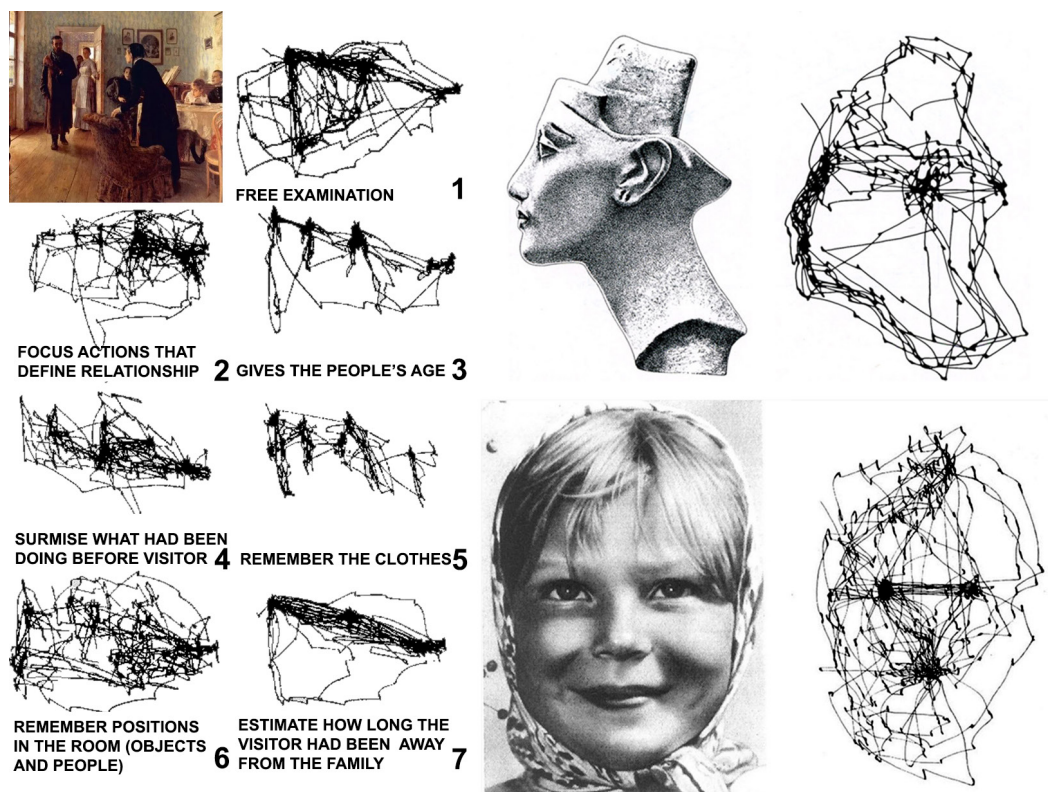 FREE EXAMINATION 1
FOCUS ACTIONS THAT
DEFINE RELATIONSHIP 2
GIVES THE PEOPLE'S AGE 3
SURMISE WHAT HAD BEEN
DOING BEFORE VISITOR 4
REMEMBER THE CLOTHES 5
REMEMBER POSITIONS
IN THE ROOM (OBJECTS
AND PEOPLE) 6
ESTIMATE HOW LONG THE
VISITOR HAD BEEN AWAY
FROM THE FAMILY 7